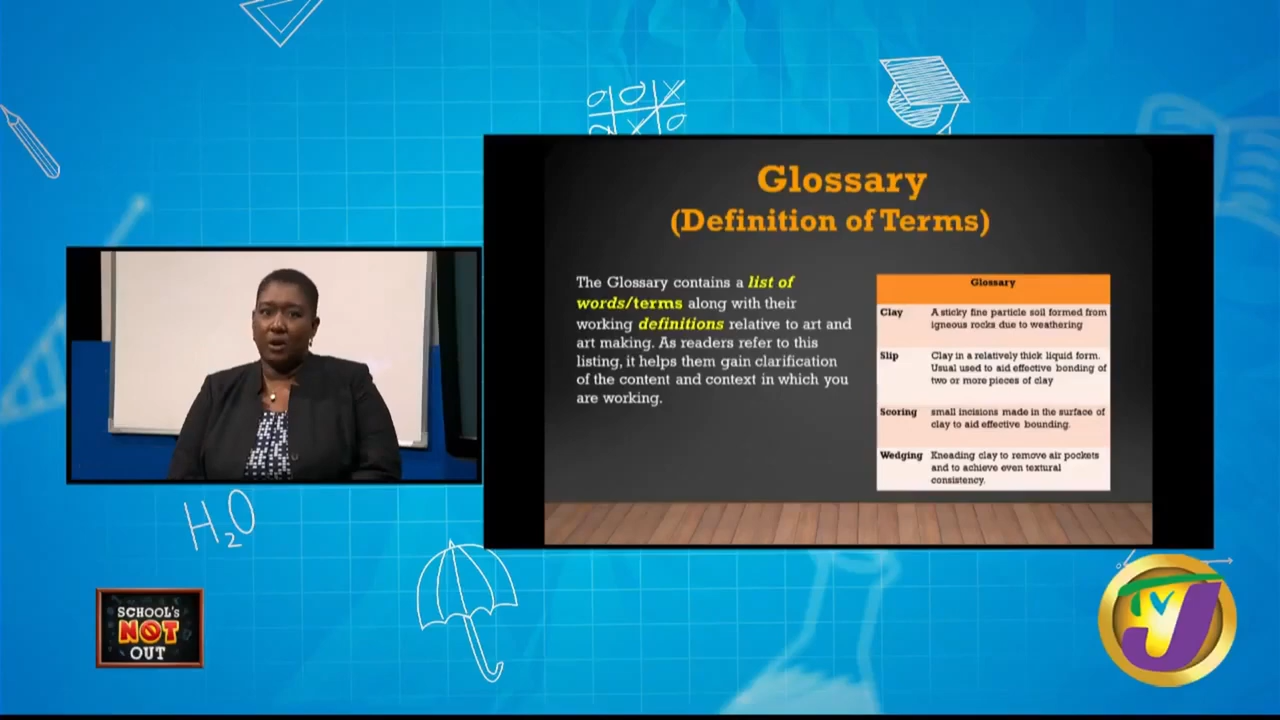 Glossary
(Definition of Terms)
The Glossary contains a list of
words/terms along with their
working definitions relative to art and
art making. As readers refer to this
listing, it helps them gain clarification
of the content and context in which you
are working.
Glossary
Clay A sticky fine particle soil formed from
igneous rocks due to weathering
Slip Clay in a relatively thick liquid form.
Usual used to aid effective bonding of
two or more pieces of clay
Scoring small incisions made in the surface of
clay to aid effective bounding.
Wedging Kneading clay to remove air pockets
and to achieve even textural
consistency.
H2O
SCHOOL's
NOT
OUT
TVJ